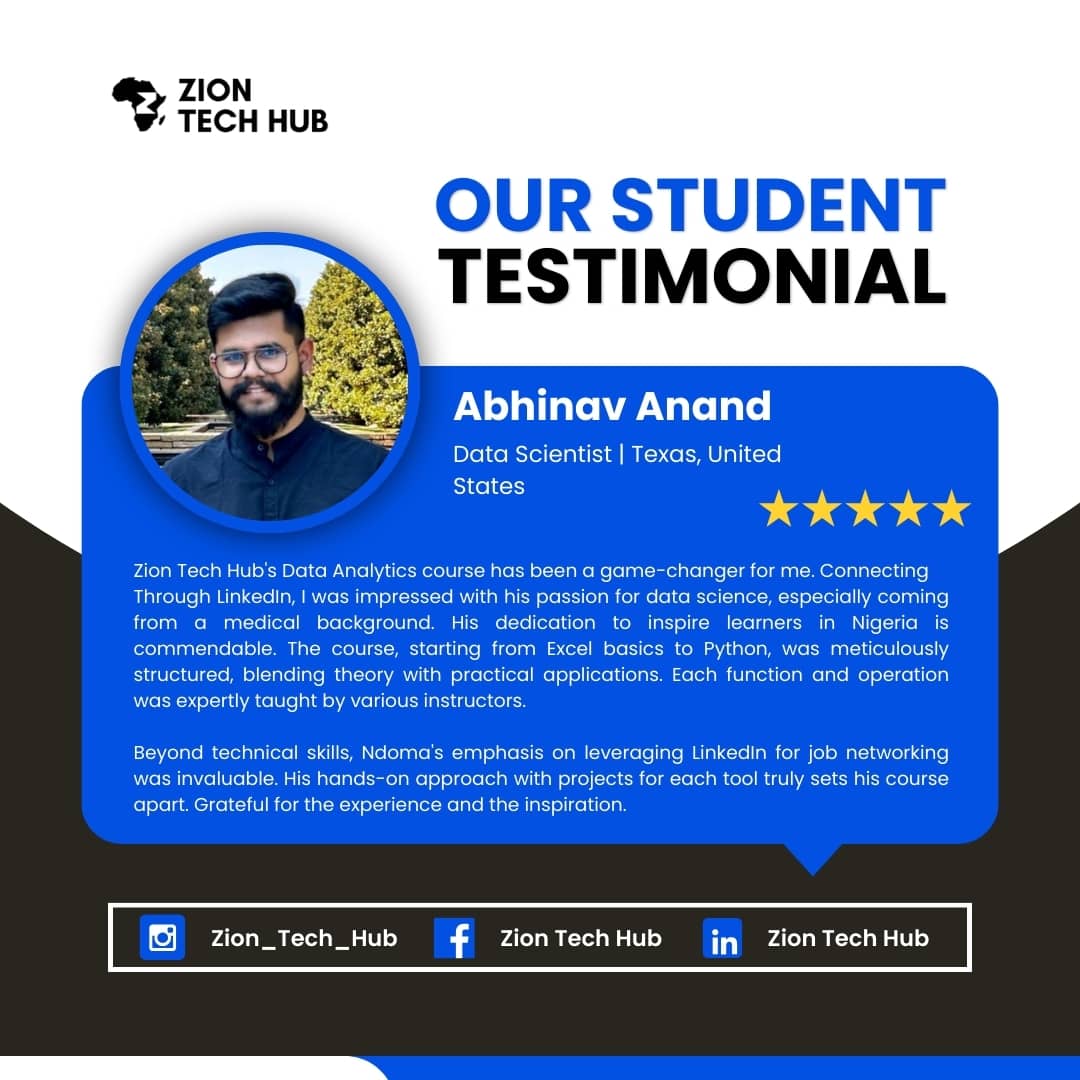 ZION
TECH HUB
OUR STUDENT
TESTIMONIAL
Abhinav Anand
Data Scientist | Texas, United
States
Zion Tech Hub's Data Analytics course has been a game-changer for me. Connecting
Through LinkedIn, I was impressed with his passion for data science, especially coming
from a medical background. His dedication to inspire learners in Nigeria is
commendable. The course, starting from Excel basics to Python, was meticulously
structured, blending theory with practical applications. Each function and operation
was expertly taught by various instructors.
Beyond technical skills, Ndoma's emphasis on leveraging LinkedIn for job networking
was invaluable. His hands-on approach with projects for each tool truly sets his course
apart. Grateful for the experience and the inspiration.
Zion_Tech_Hub
Zion Tech Hub
Zion Tech Hub